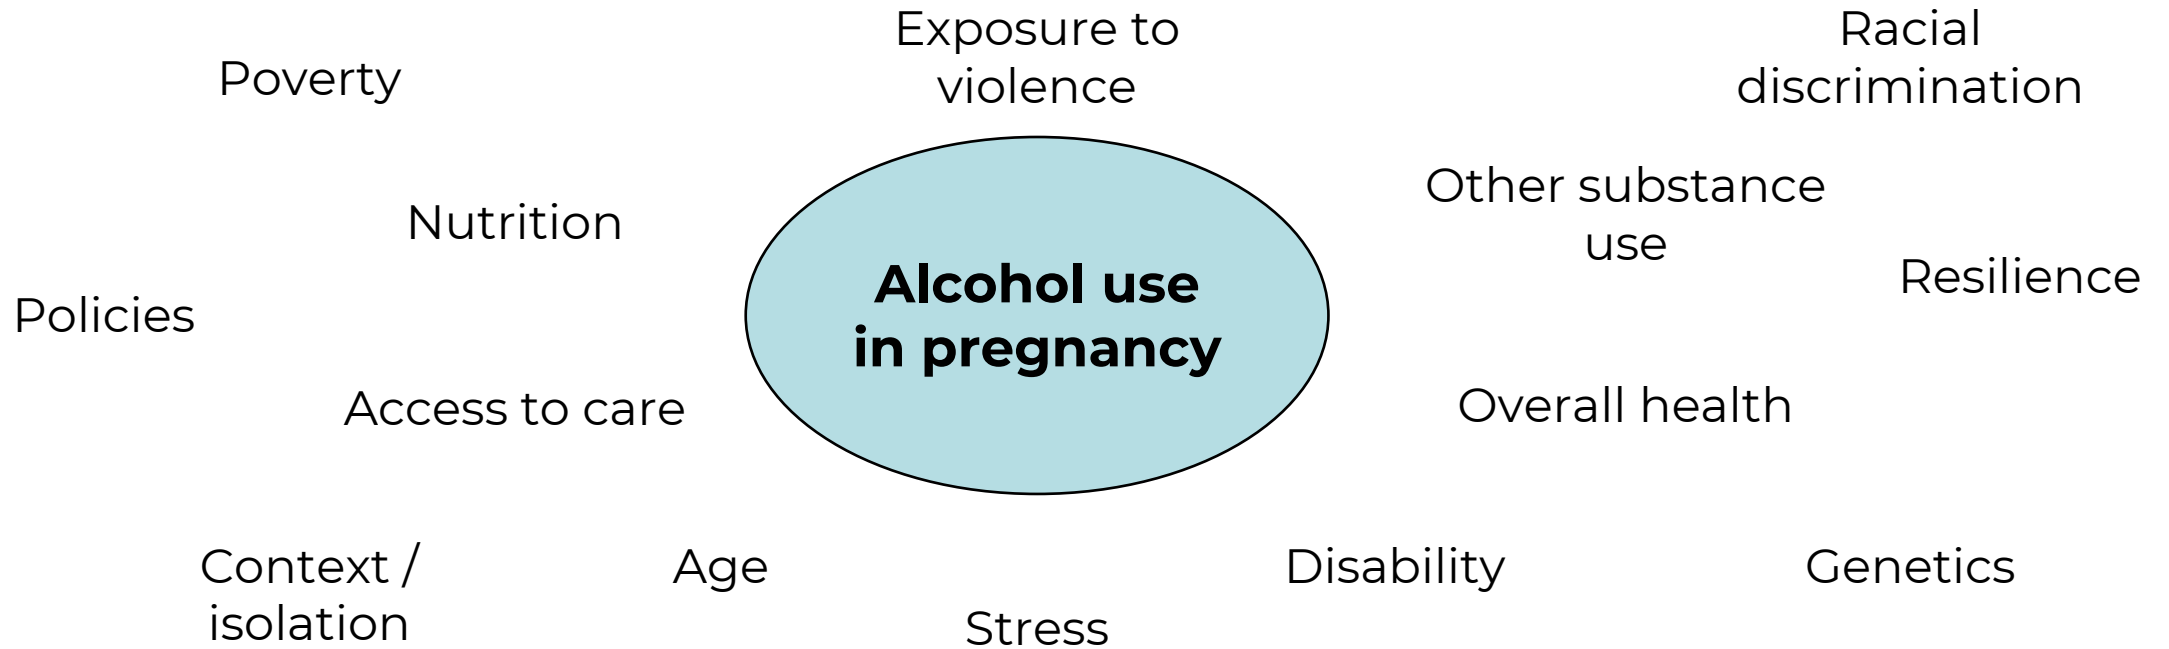 Exposure to
violence
Racial
discrimination
Poverty
Other substance
use
Nutrition
Resilience
Alcohol use
in pregnancy
Policies
Access to care
Overall health
Context /
isolation
Age
Disability
Genetics
Stress